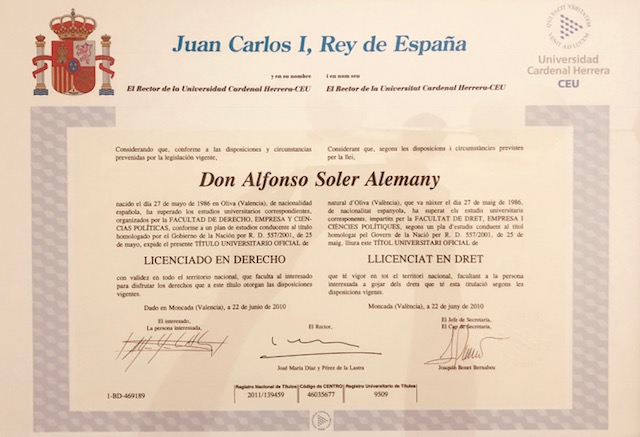 Juan Carlos I, Rey de España
y en su nombre
El Rector de la Universidad Cardenal Herrera-CEU
i en nom seu
El Rector de la Universitat Cardenal Herrera-CEU
Universidad
Cardenal Herrera
CEU
Considerando que, conforme a las disposiciones y circunstancias
prevenidas por la legislación vigente,
Considerant que, segons les disposicions i circumstàncies previstes
per la llei,
Don Alfonso Soler Alemany
nacido el día 27 de mayo de 1986 en Oliva (Valencia), de nacionalidad
española, ha superado los estudios universitarios correspondientes,
organizados por la FACULTAD DE DERECHO, EMPRESA Y CIEN-
CIAS POLÍTICAS, conforme a un plan de estudios conducente al título
homologado por el Gobierno de la Nación por R. D. 557/2001, de 25
de mayo, expide el presente TÍTULO UNIVERSITARIO OFICIAL de
LICENCIADO EN DERECHO
con validez en todo el territorio nacional, que faculta al interesado
para disfrutar los derechos que a este título otorgan las disposiciones
vigentes.
Dado en Moncada (Valencia), a 22 de junio de 2010
natural d'Oliva (València), que va nàixer el dia 27 de maig de 1986,
de nacionalitat espanyola, ha superat els estudis universitaris
corresponents, impartits per la FACULTAT DE DRET, EMPRESA I
CIÈNCIES POLÍTIQUES, segons un pla d'estudis conduent al títol
homologat pel Govern de la Nació per R. D. 557/2001, de 25 de
maig, lliura este TÍTOL UNIVERSITARI OFICIAL de
LLICENCIAT EN DRET
que té vigor en tot el territori nacional, facultant a la persona
interessada a gojar dels drets que té esta titulació segons les
disposicions vigents.
Moncada (València), a 22 de juny de 2010
El interesado,
La persona interessada,
El Rector,
José María Díaz y Pérez de la Lastra
El Jefe de Secretaría,
El Cap de Secretaria,
Joaquín Bonet Bernabeu
1-BD-469189
Registro Nacional de Títulos
2011/139459
Código de CENTRO
46035677
Registro Universitario de Títulos
9509